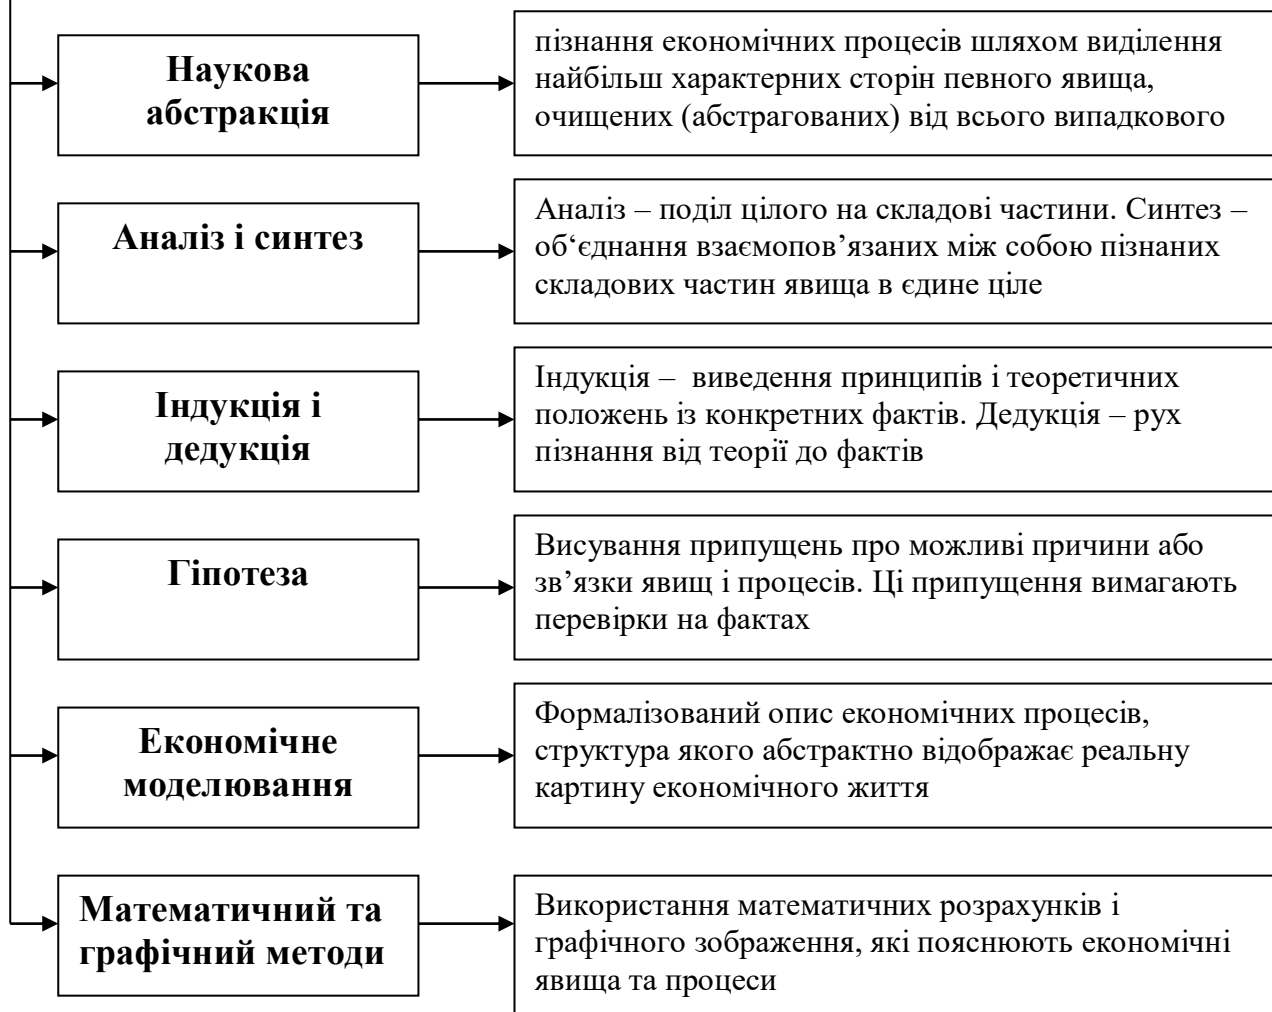 Наукова
абстракція
пізнання економічних процесів шляхом виділення
найбільш характерних сторін певного явища,
очищених (абстрагованих) від всього випадкового
Аналіз і синтез
Аналіз – поділ цілого на складові частини. Синтез –
об‘єднання взаємопов’язаних між собою пізнаних
складових частин явища в єдине ціле
Індукція і
дедукція
Індукція –  виведення принципів і теоретичних
положень із конкретних фактів. Дедукція – рух
пізнання від теорії до фактів
Гіпотеза
Висування припущень про можливі причини або
зв’язки явищ і процесів. Ці припущення вимагають
перевірки на фактах
Економічне
моделювання
Формалізований опис економічних процесів,
структура якого абстрактно відображає реальну
картину економічного життя
Математичний та
графічний методи
Використання математичних розрахунків і
графічного зображення, які пояснюють економічні
явища та процеси